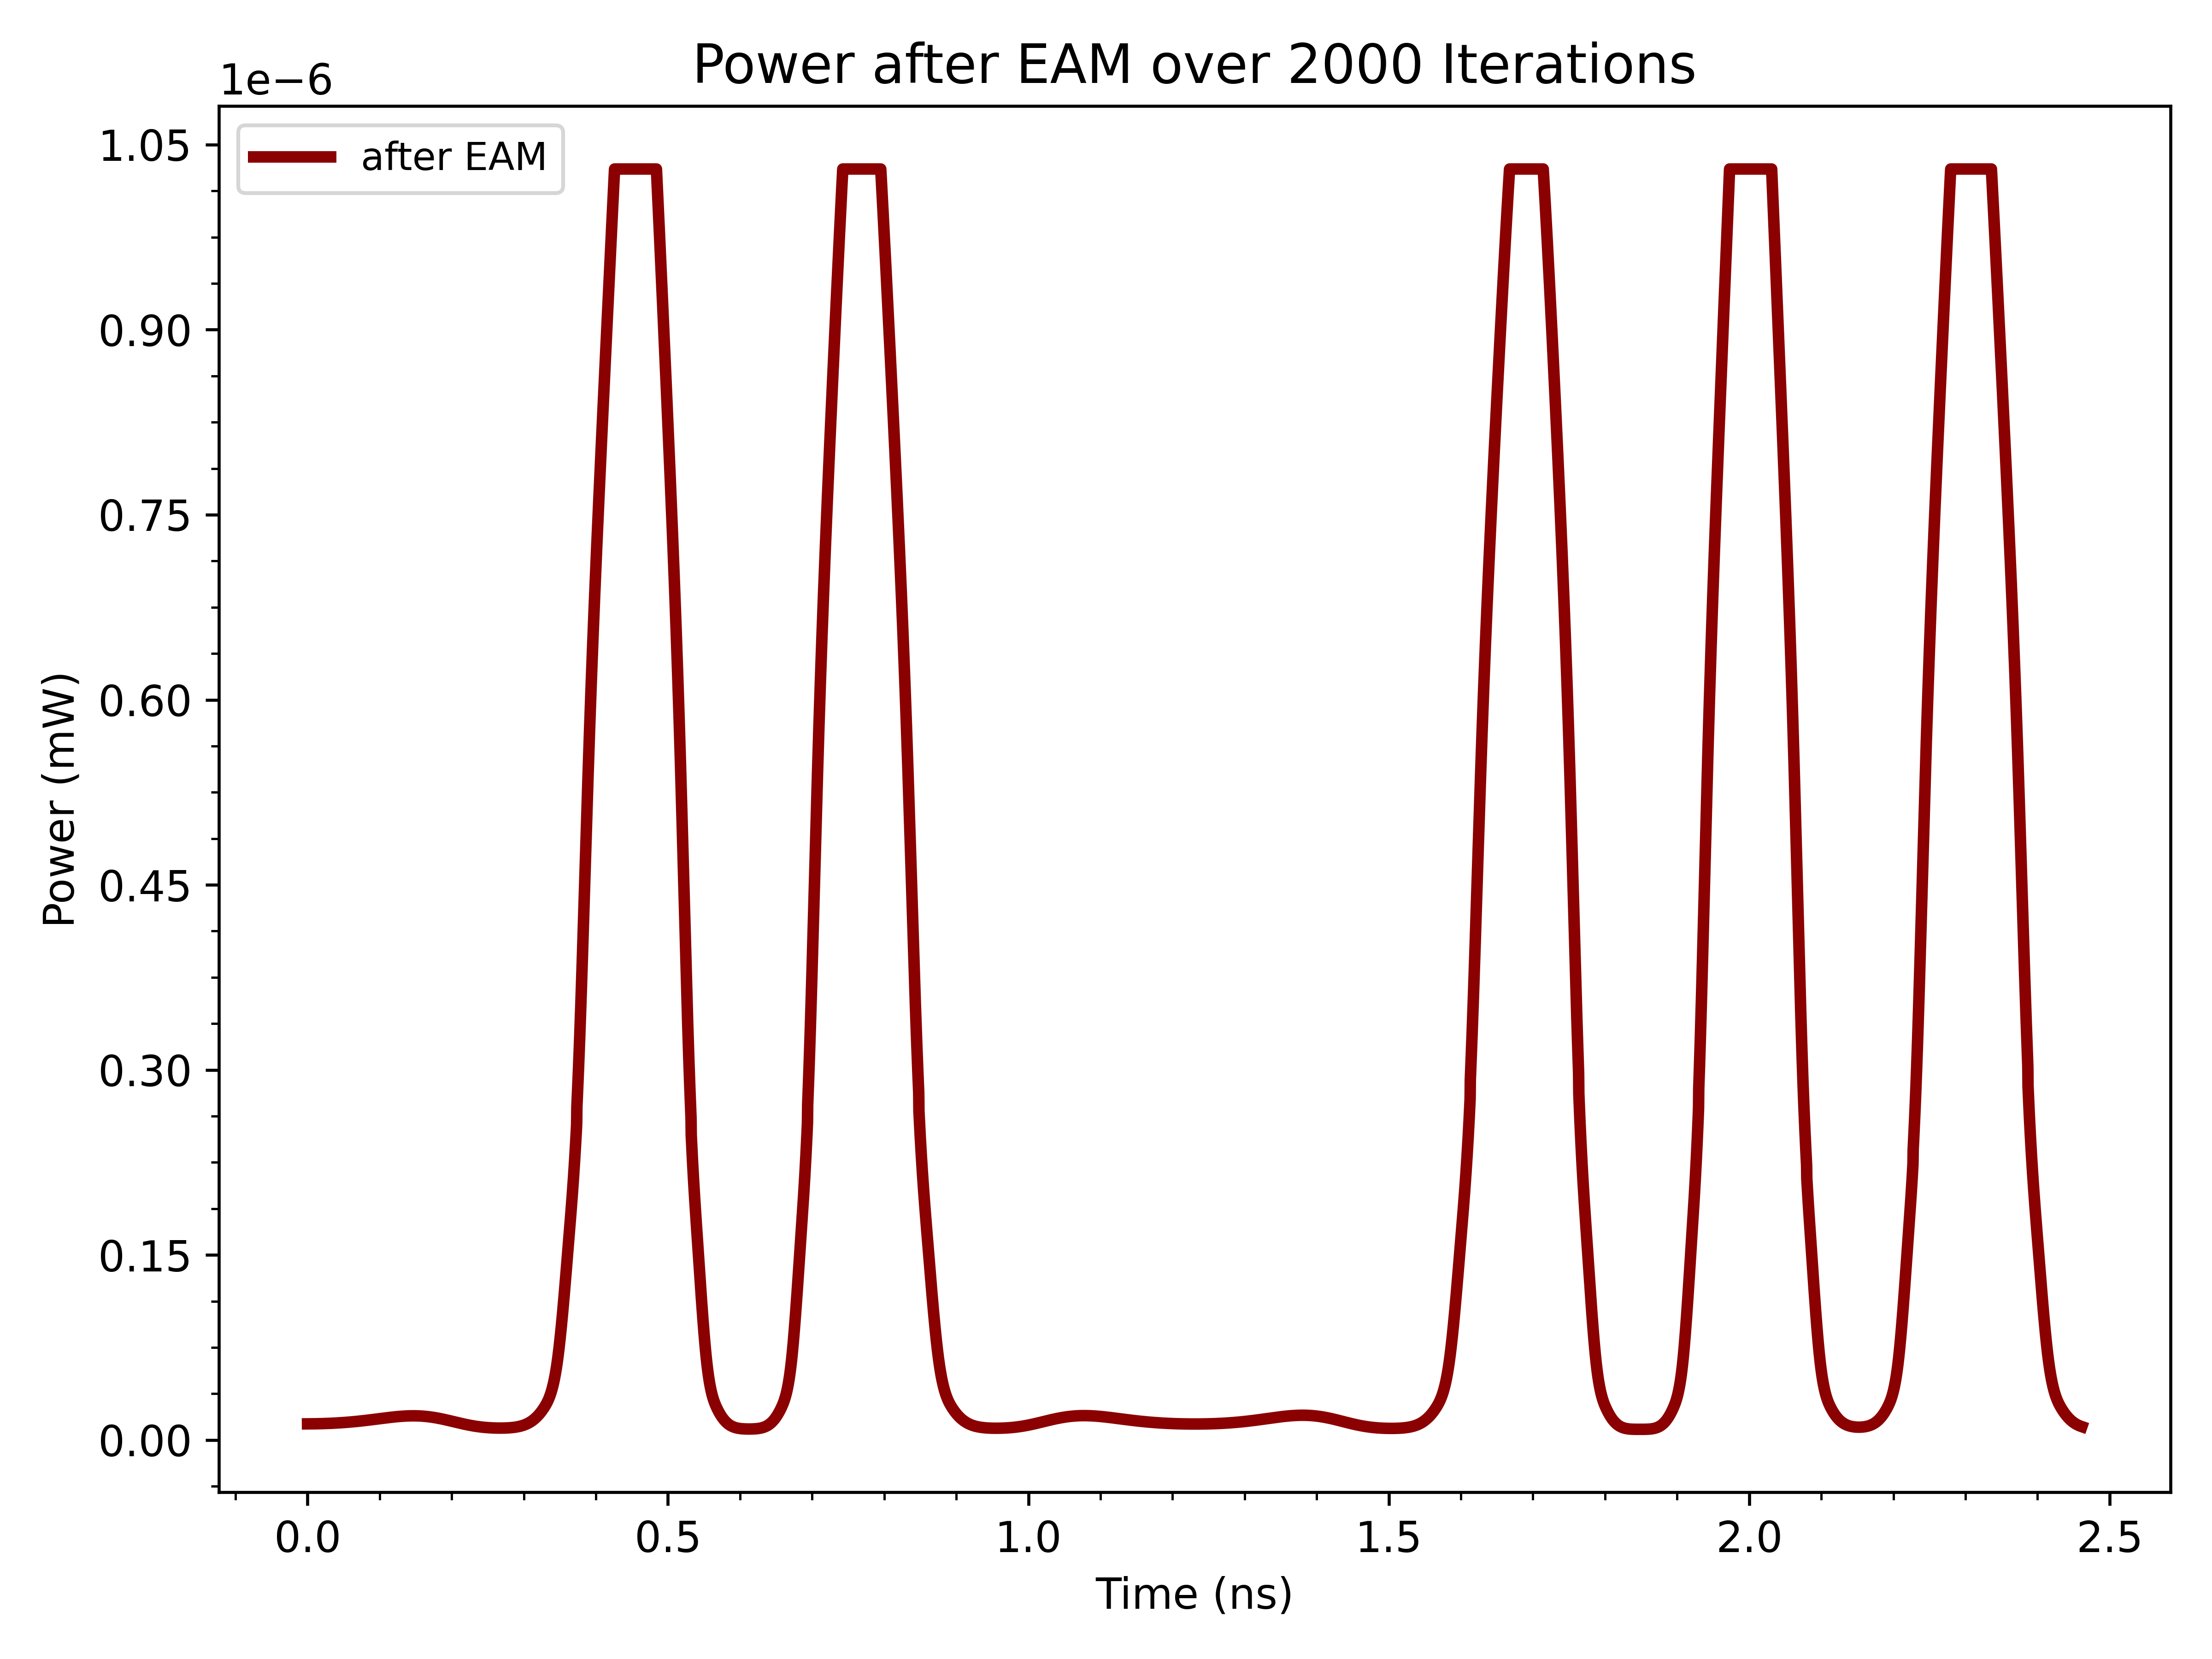 Power after EAM over 2000 Iterations
1e−6
after EAM
1.05
0.90
0.75
0.60
0.45
0.30
0.15
0.00
Power (mW)
0.0 0.5 1.0 1.5 2.0 2.5
Time (ns)